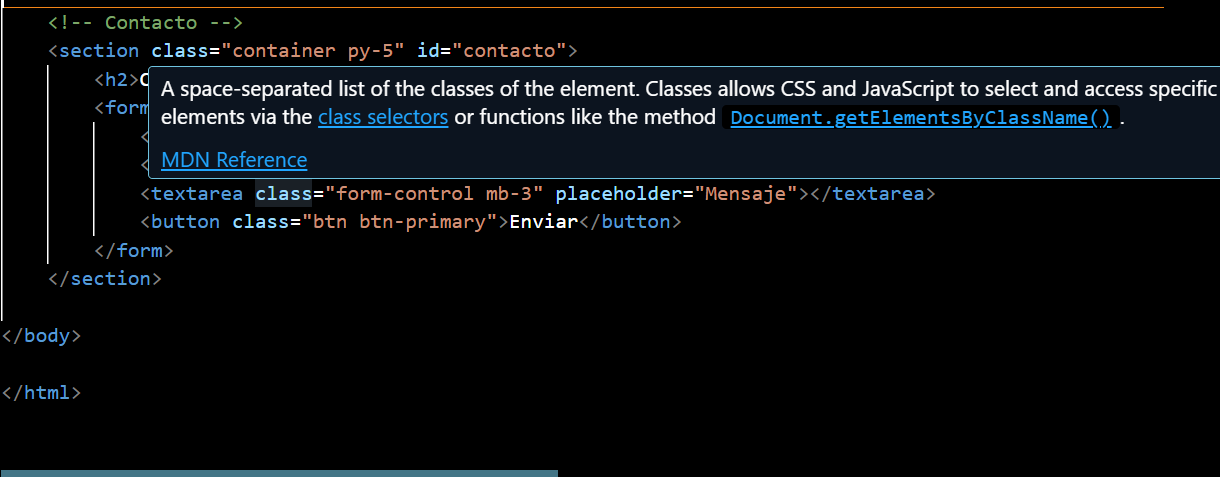 <!-- Contacto -->
<section class="container py-5" id="contacto">
<h2>C
<form
A space-separated list of the classes of the element. Classes allows CSS and JavaScript to select and access specific
elements via the class selectors or functions like the method Document.getElementsByClassName() .
MDN Reference
<
<
<textarea class="form-control mb-3" placeholder="Mensaje"></textarea>
<button class="btn btn-primary">Enviar</button>
</form>
</section>
</body>
</html>